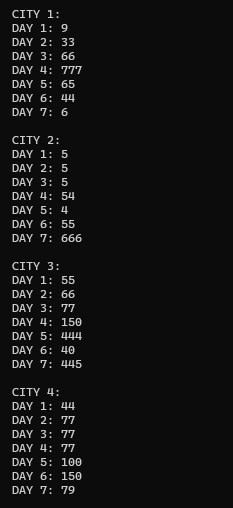 CITY 1:
DAY 1: 9
DAY 2: 33
DAY 3: 66
DAY 4: 777
DAY 5: 65
DAY 6: 44
DAY 7: 6

CITY 2:
DAY 1: 5
DAY 2: 5
DAY 3: 5
DAY 4: 54
DAY 5: 4
DAY 6: 55
DAY 7: 666

CITY 3:
DAY 1: 55
DAY 2: 66
DAY 3: 77
DAY 4: 150
DAY 5: 444
DAY 6: 40
DAY 7: 445

CITY 4:
DAY 1: 44
DAY 2: 77
DAY 3: 77
DAY 4: 77
DAY 5: 100
DAY 6: 150
DAY 7: 79